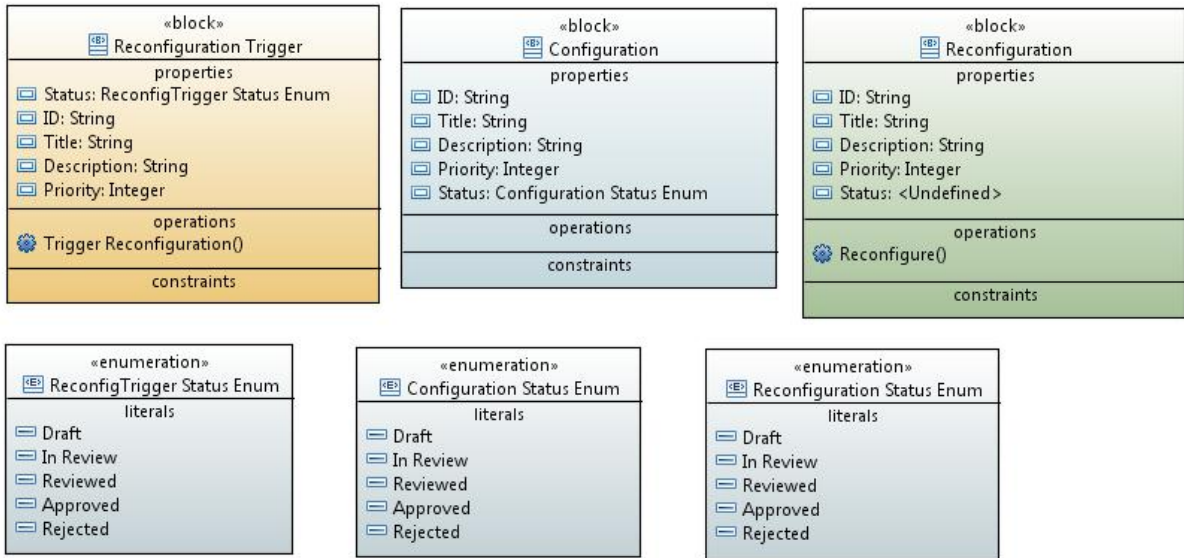 «block»
Reconfiguration Trigger
properties
Status: ReconfigTrigger Status Enum
ID: String
Title: String
Description: String
Priority: Integer
operations
Trigger Reconfiguration()
constraints
«block»
Configuration
properties
ID: String
Title: String
Description: String
Priority: Integer
Status: Configuration Status Enum
operations
constraints
«block»
Reconfiguration
properties
ID: String
Title: String
Description: String
Priority: Integer
Status: <Undefined>
operations
Reconfigure()
constraints
«enumeration»
ReconfigTrigger Status Enum
literals
Draft
In Review
Reviewed
Approved
Rejected
«enumeration»
Configuration Status Enum
literals
Draft
In Review
Reviewed
Approved
Rejected
«enumeration»
Reconfiguration Status Enum
literals
Draft
In Review
Reviewed
Approved
Rejected